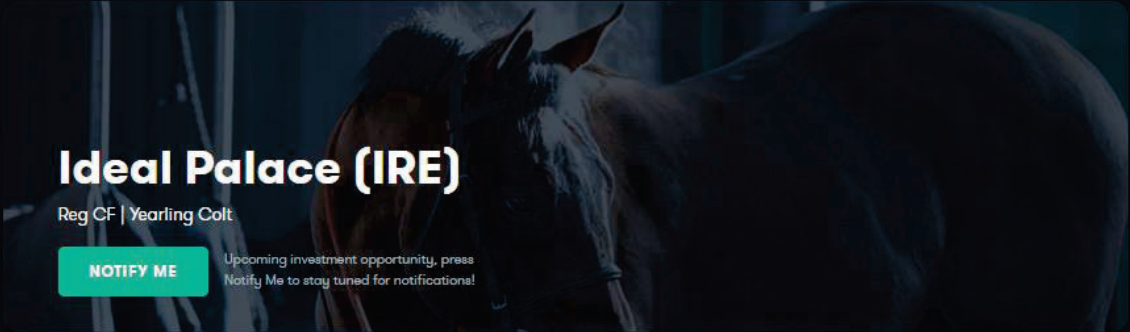 Ideal Palace (IRE)
Reg CF | Yearling Colt
NOTIFY ME
Upcoming investment opportunity, press
Notify Me to stay tuned for notifications!